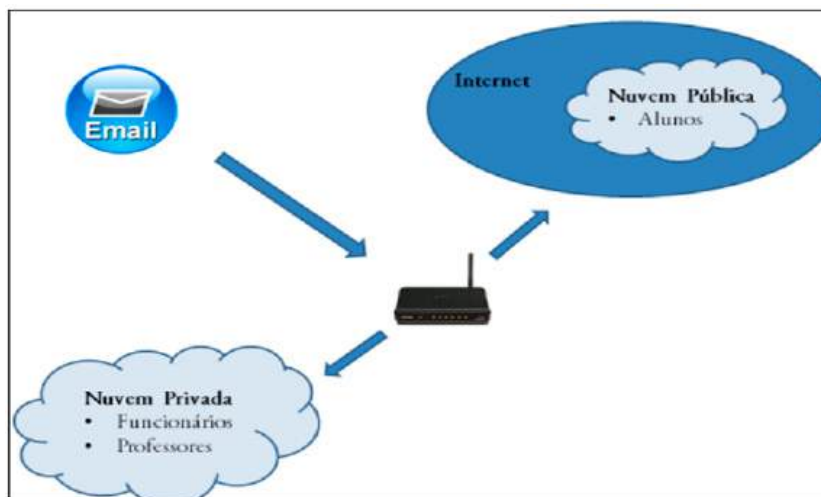 Email
Internet
Nuvem Pública
• Alunos
Nuvem Privada
• Funcionários
• Professores